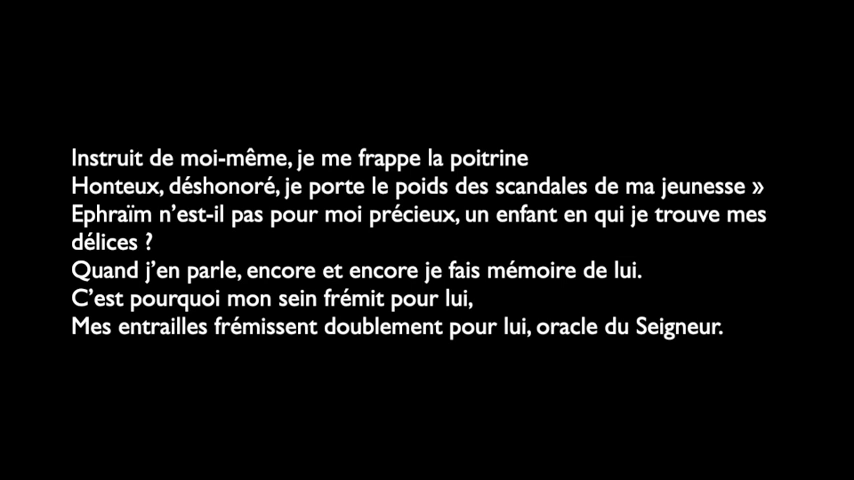 Instruit de moi-même, je me frappe la poitrine
Honteux, déshonoré, je porte le poids des scandales de ma jeunesse »
Ephraïm n’est-il pas pour moi précieux, un enfant en qui je trouve mes
délices ?
Quand j’en parle, encore et encore je fais mémoire de lui.
C’est pourquoi mon sein frémit pour lui,
Mes entrailles frémissent doublement pour lui, oracle du Seigneur.